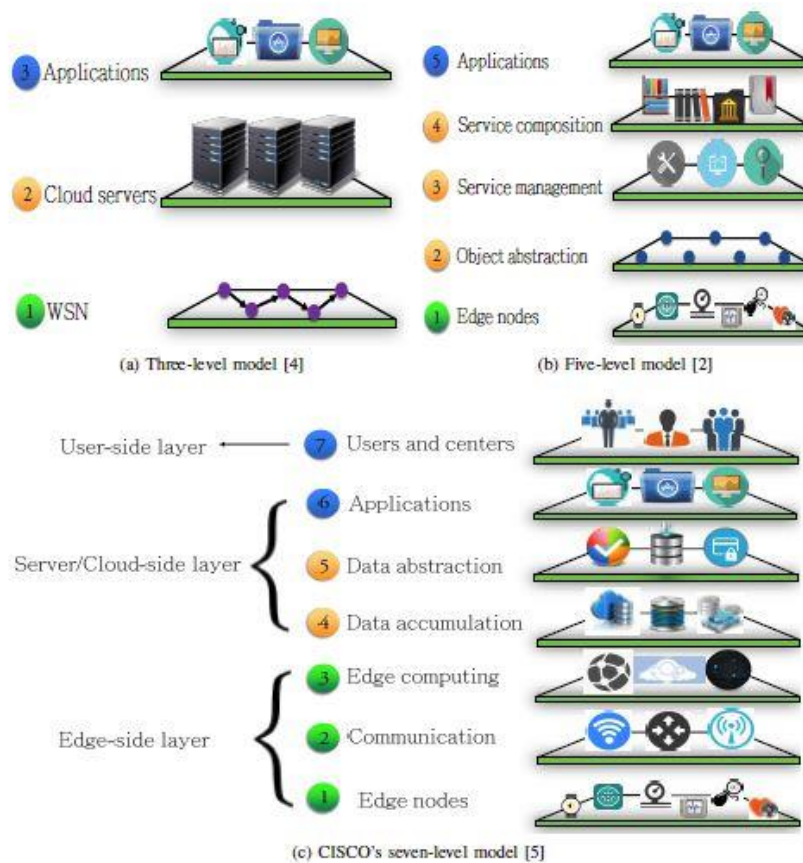 3 Applications
2 Cloud servers
1 WSN
(a) Three-level model [4]
5 Applications
4 Service composition
3 Service management
2 Object abstraction
1 Edge nodes
(b) Five-level model [2]
User-side layer
7 Users and centers
6 Applications
Server/Cloud-side layer
5 Data abstraction
4 Data accumulation
3 Edge computing
Edge-side layer
2 Communication
1 Edge nodes
(c) CISCO's seven-level model [5]